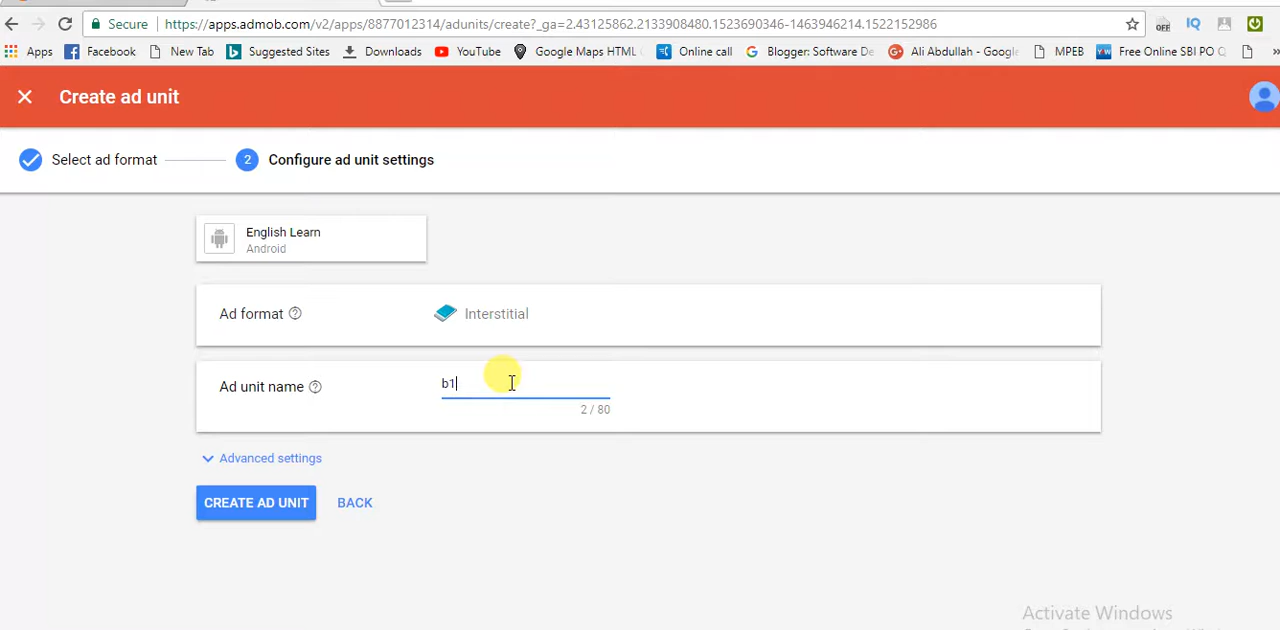 Secure https://apps.admob.com/v2/apps/8877012314/adunits/create?_ga=2.43125862.2133908480.1523690346-1463946214.1522152986 OFF IQ
Apps Facebook New Tab Suggested Sites Downloads YouTube Google Maps HTML Online call Blogger: Software De Ali Abdullah - Google MPEB Free Online SBI PO »
Create ad unit
Select ad format 2 Configure ad unit settings
English Learn
Android
Ad format Interstitial
Ad unit name b1
2 / 80
Advanced settings
CREATE AD UNIT BACK
Activate Windows